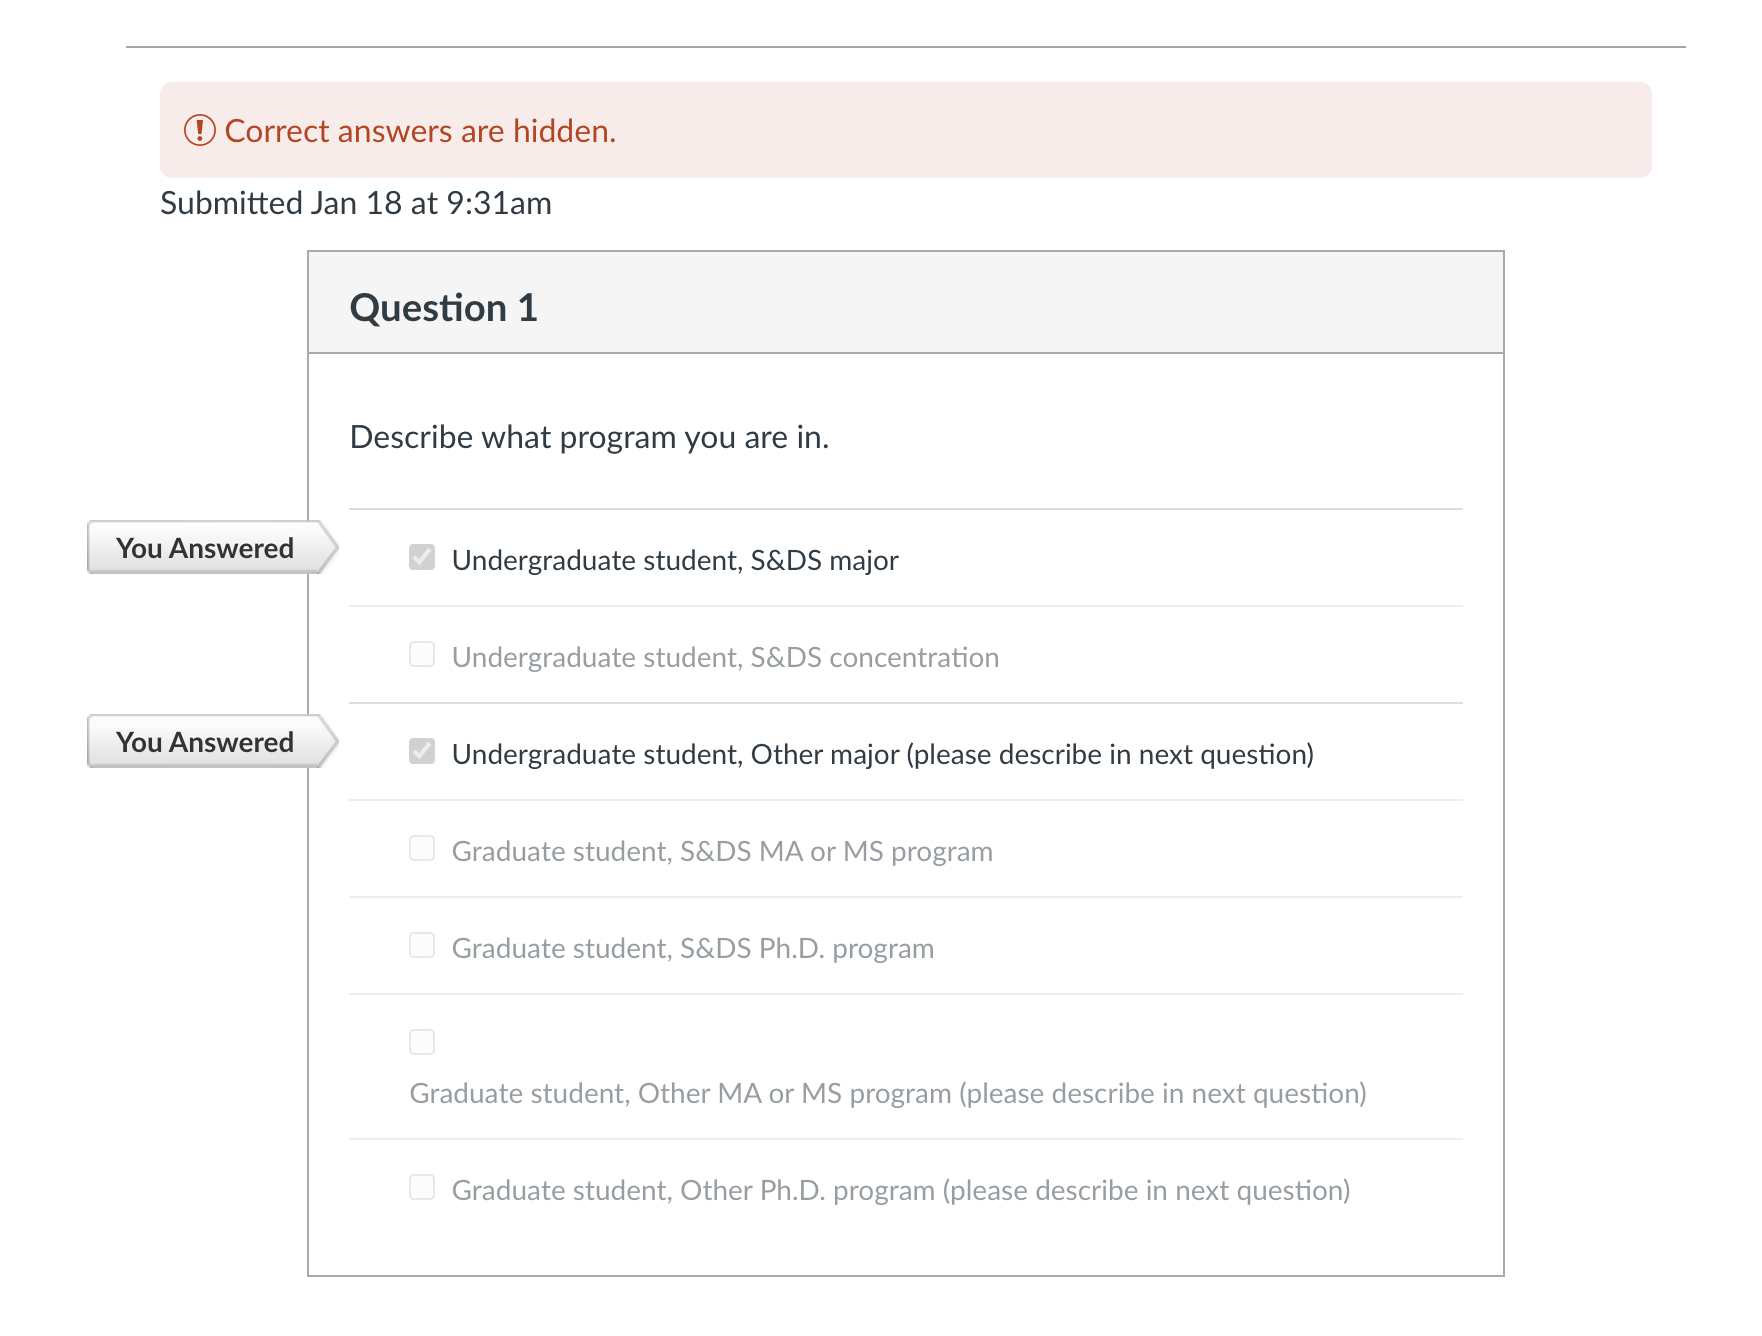 Correct answers are hidden.
Submitted Jan 18 at 9:31am
Question 1
Describe what program you are in.
You Answered
Undergraduate student, S&DS major
Undergraduate student, S&DS concentration
You Answered
Undergraduate student, Other major (please describe in next question)
Graduate student, S&DS MA or MS program
Graduate student, S&DS Ph.D. program
Graduate student, Other MA or MS program (please describe in next question)
Graduate student, Other Ph.D. program (please describe in next question)